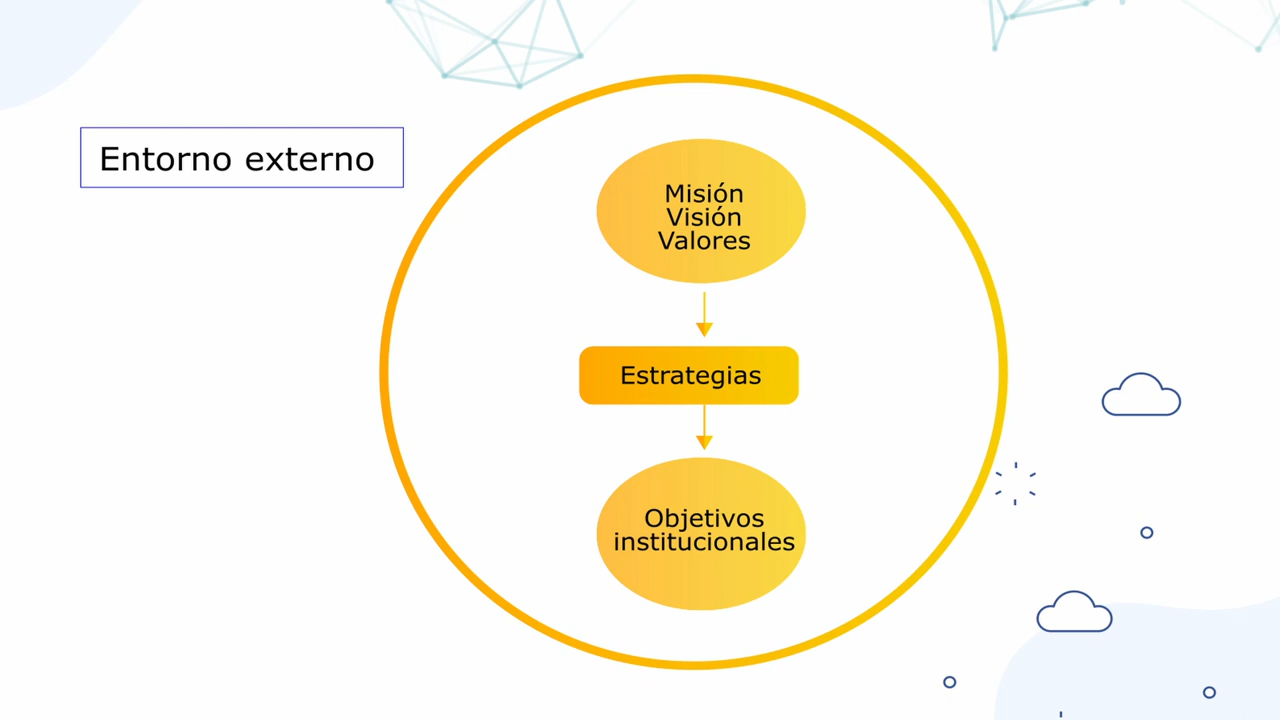 Entorno externo
Misión
Visión
Valores
Estrategias
Objetivos
institucionales